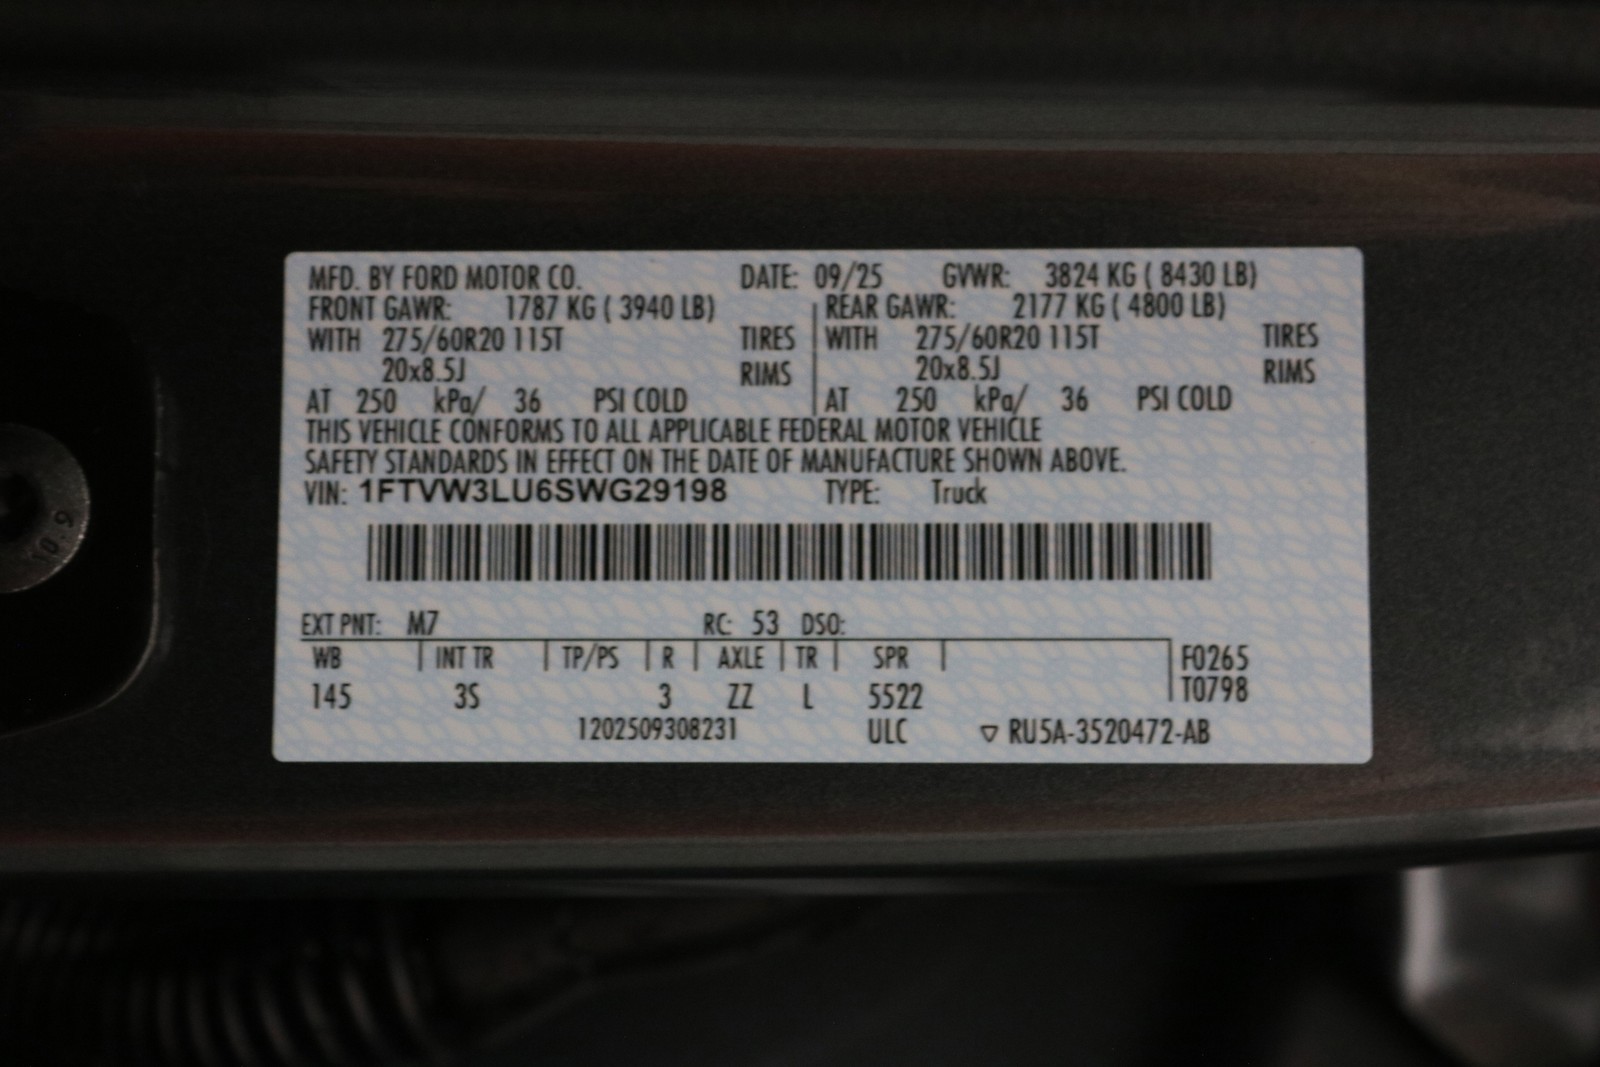 MFD. BY FORD MOTOR CO. DATE: 09/25 GVWR: 3824 KG ( 8430 LB)
FRONT GAWR: 1787 KG ( 3940 LB) REAR GAWR: 2177 KG ( 4800 LB)
WITH 275/60R20 115T TIRES WITH 275/60R20 115T TIRES
20x8.5J RIMS 20x8.5J RIMS
AT 250 kPa/ 36 PSI COLD AT 250 kPa/ 36 PSI COLD
THIS VEHICLE CONFORMS TO ALL APPLICABLE FEDERAL MOTOR VEHICLE
SAFETY STANDARDS IN EFFECT ON THE DATE OF MANUFACTURE SHOWN ABOVE.
VIN: 1FTVW3LU6SWG29198 TYPE: Truck
EXT PNT: M7 RC: 53 DSO:
WB INT TR TP/PS R AXLE TR SPR F0265
145 3S 3 ZZ L 5522 T0798
1202509308231 ULC ▽ RU5A-3520472-AB
10.9